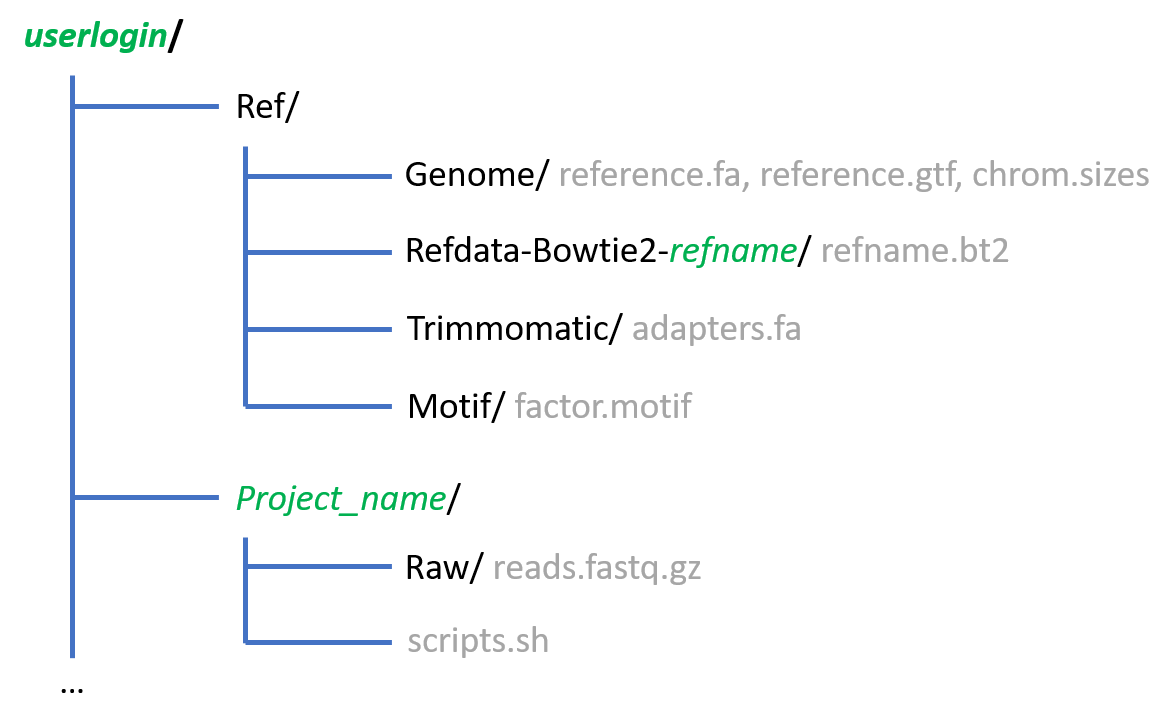 userlogin/
Ref/
Genome/ reference.fa, reference.gtf, chrom.sizes
Refdata-Bowtie2-refname/ refname.bt2
Trimmomatic/ adapters.fa
Motif/ factor.motif
Project_name/
Raw/ reads.fastq.gz
scripts.sh
...